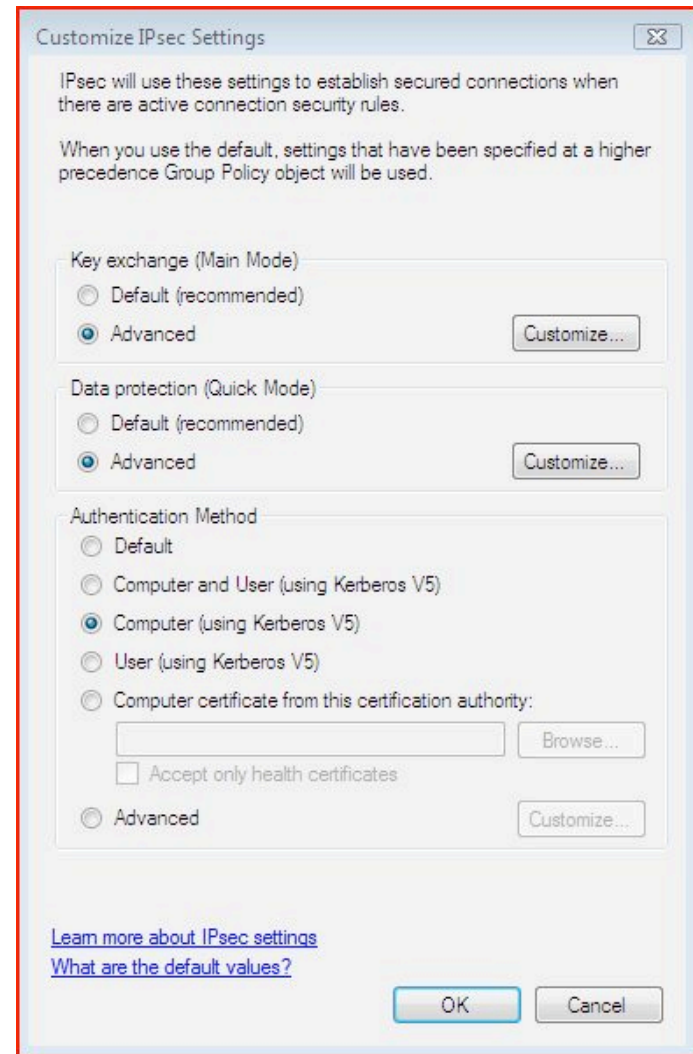 Customize IPsec Settings
IPsec will use these settings to establish secured connections when
there are active connection security rules.
When you use the default, settings that have been specified at a higher
precedence Group Policy object will be used.
Key exchange (Main Mode)
Default (recommended)
Advanced
Customize...
Data protection (Quick Mode)
Default (recommended)
Advanced
Customize...
Authentication Method
Default
Computer and User (using Kerberos V5)
Computer (using Kerberos V5)
User (using Kerberos V5)
Computer certificate from this certification authority:
Browse...
Accept only health certificates
Advanced
Customize...
Learn more about IPsec settings
What are the default values?
OK
Cancel